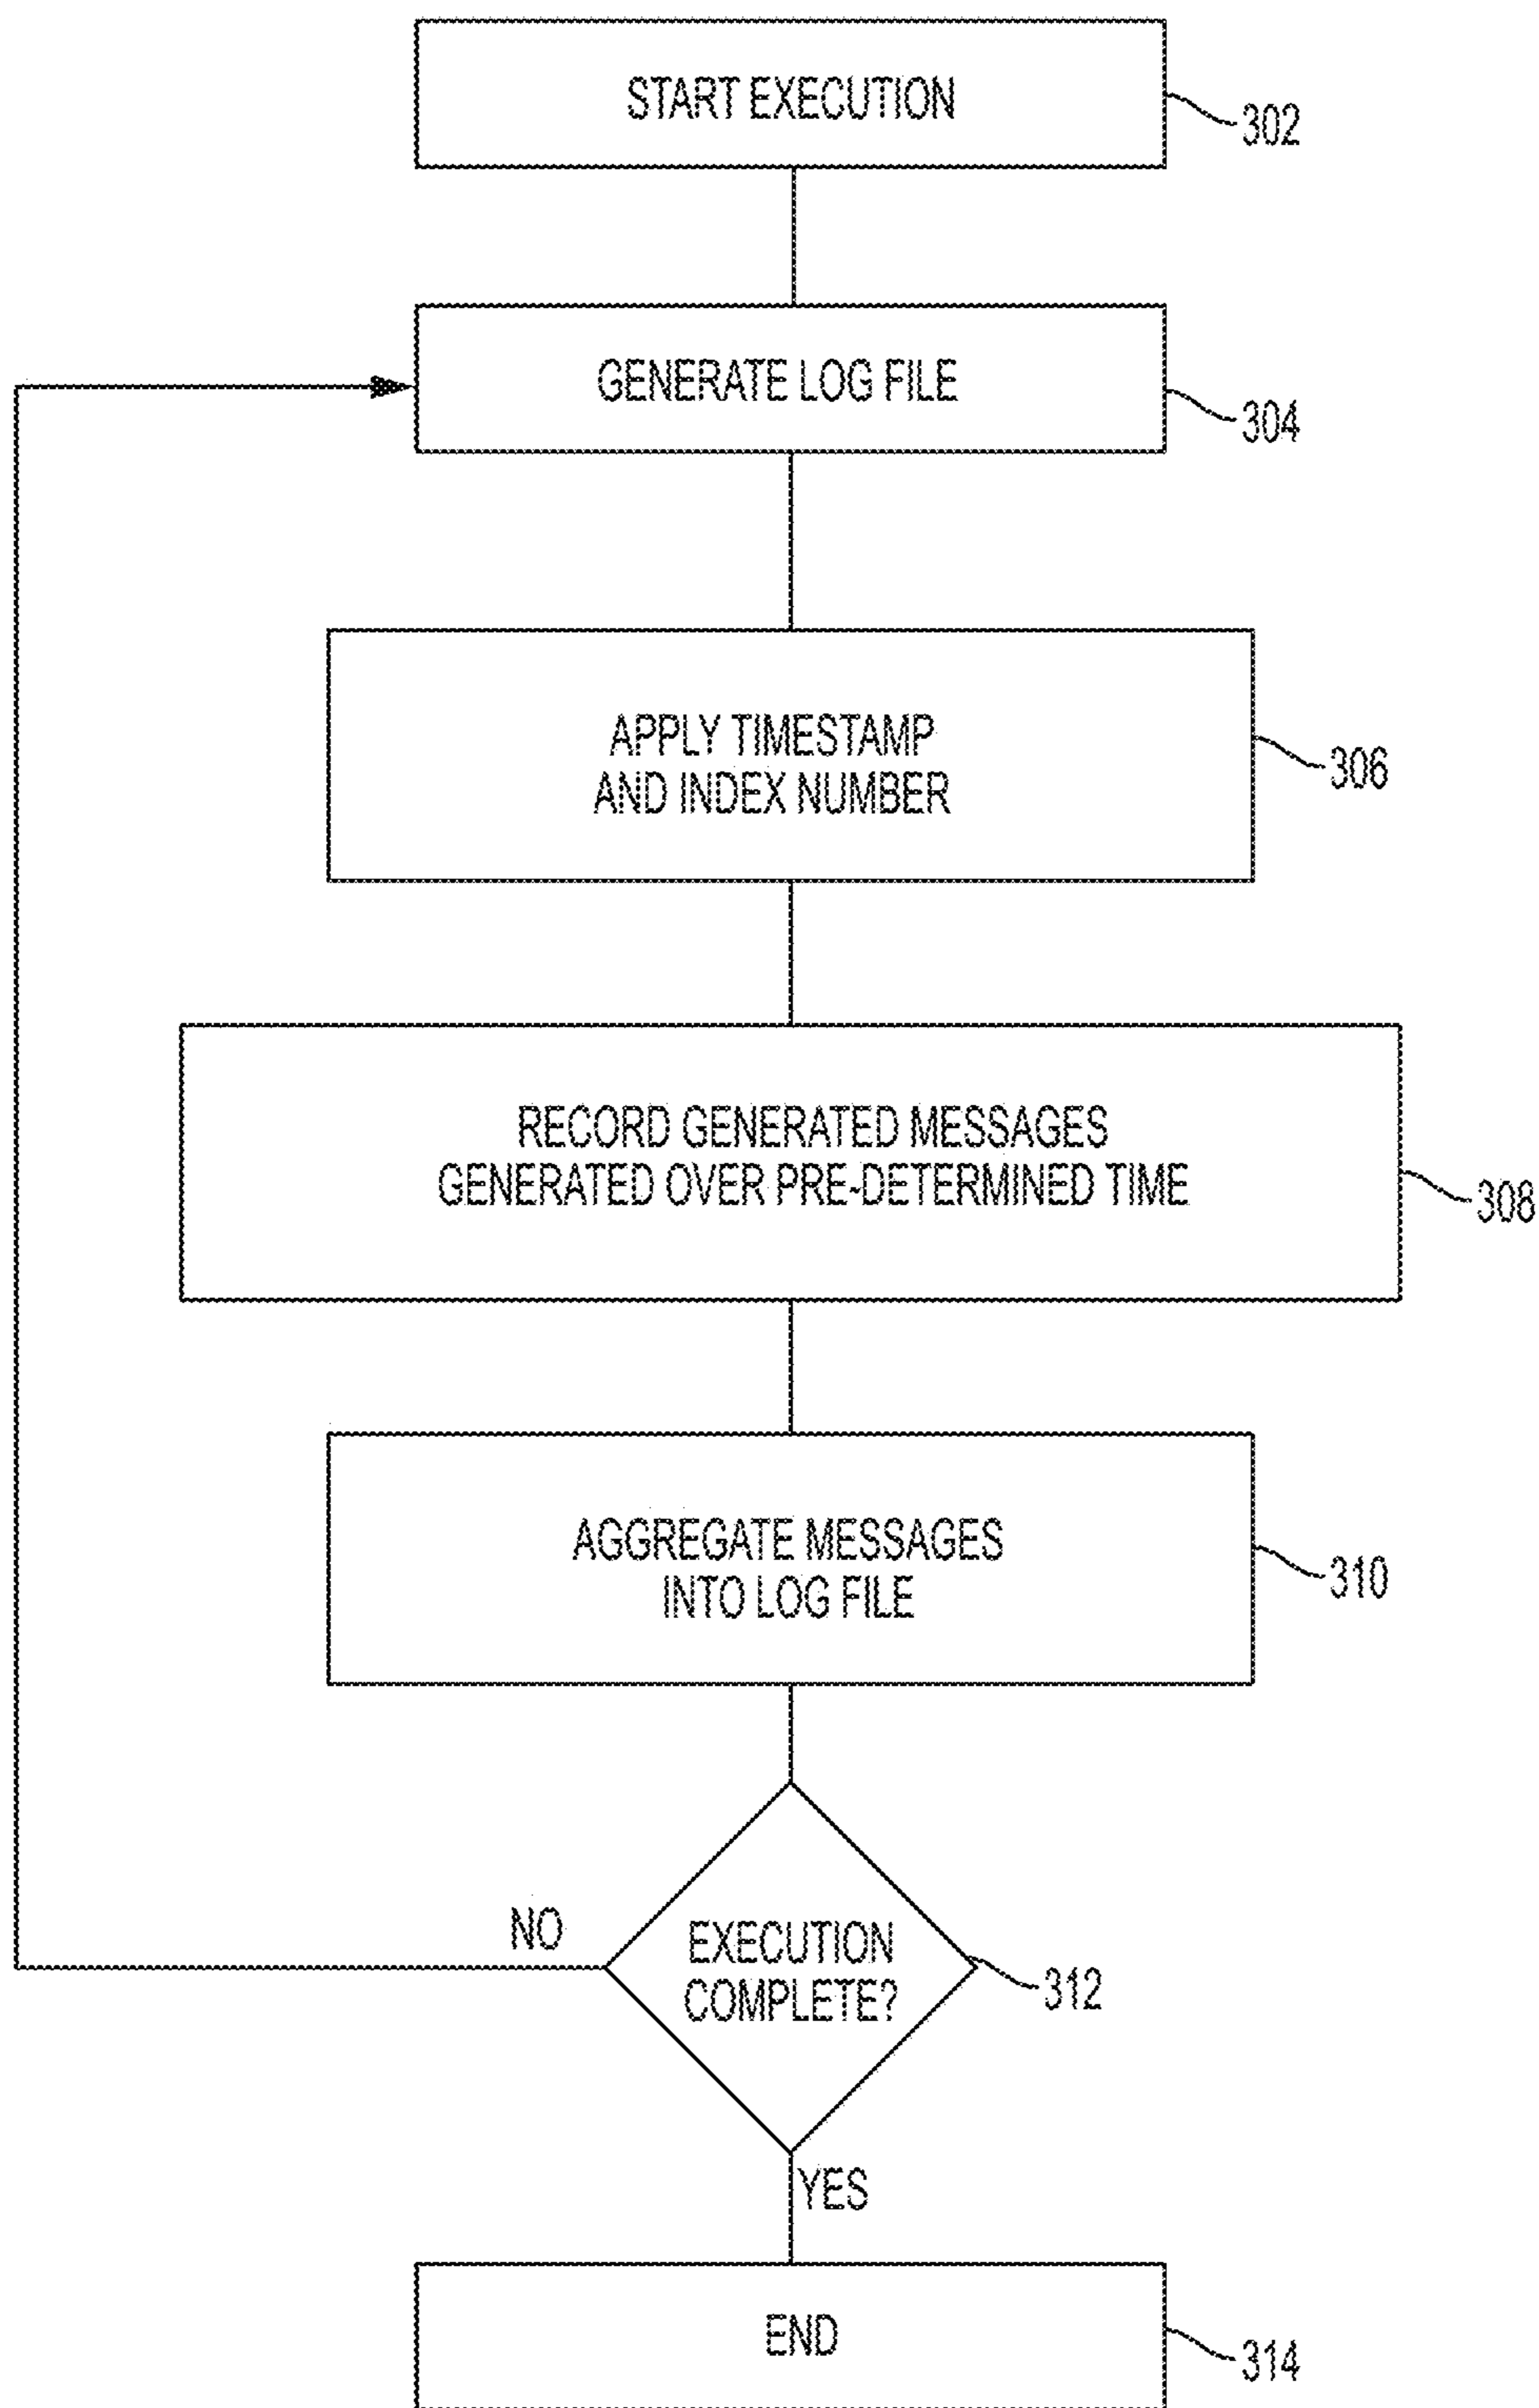 START EXECUTION
302
GENERATE LOG FILE
304
APPLY TIMESTAMP
AND INDEX NUMBER
306
RECORD GENERATED MESSAGES
GENERATED OVER PRE-DETERMINED TIME
308
AGGREGATE MESSAGES
INTO LOG FILE
310
NO
EXECUTION
COMPLETE?
312
YES
END
314